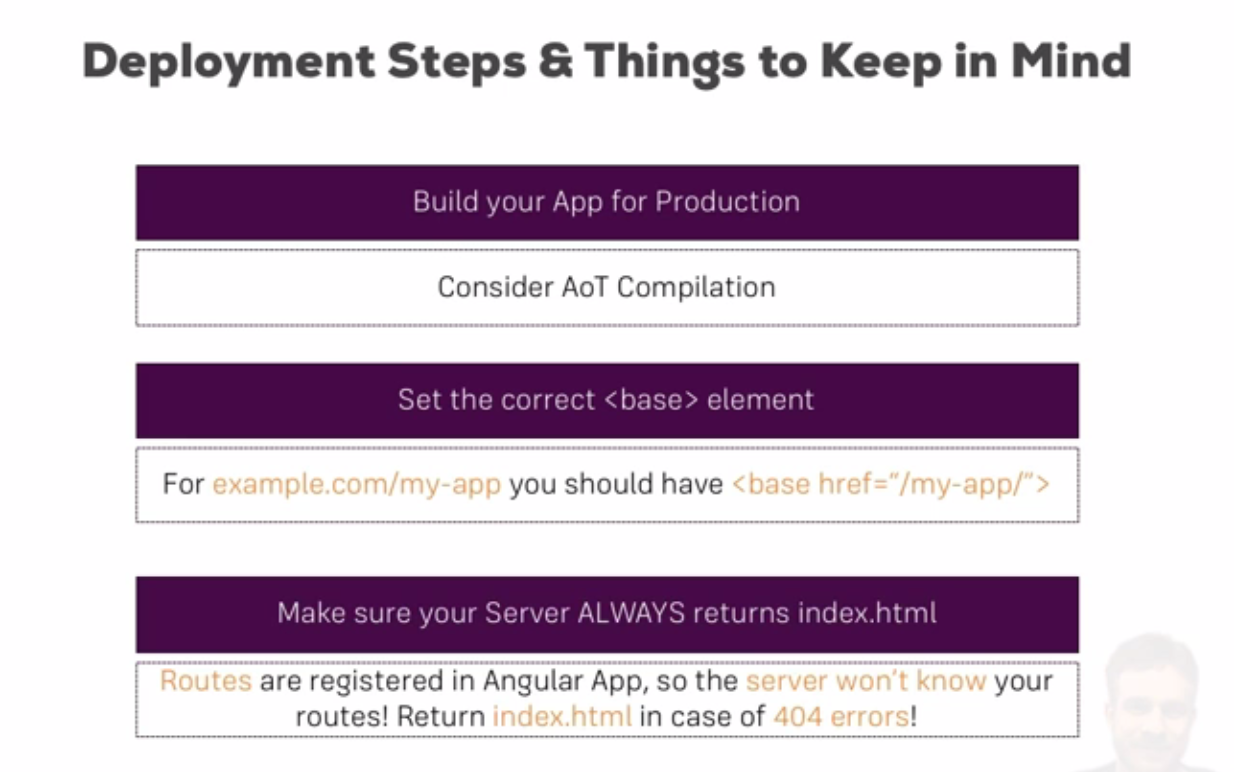 Deployment Steps & Things to Keep in Mind
Build your App for Production
Consider AoT Compilation
Set the correct <base> element
For example.com/my-app you should have <base href=“/my-app/”>
Make sure your Server ALWAYS returns index.html
Routes are registered in Angular App, so the server won’t know your
routes! Return index.html in case of 404 errors!